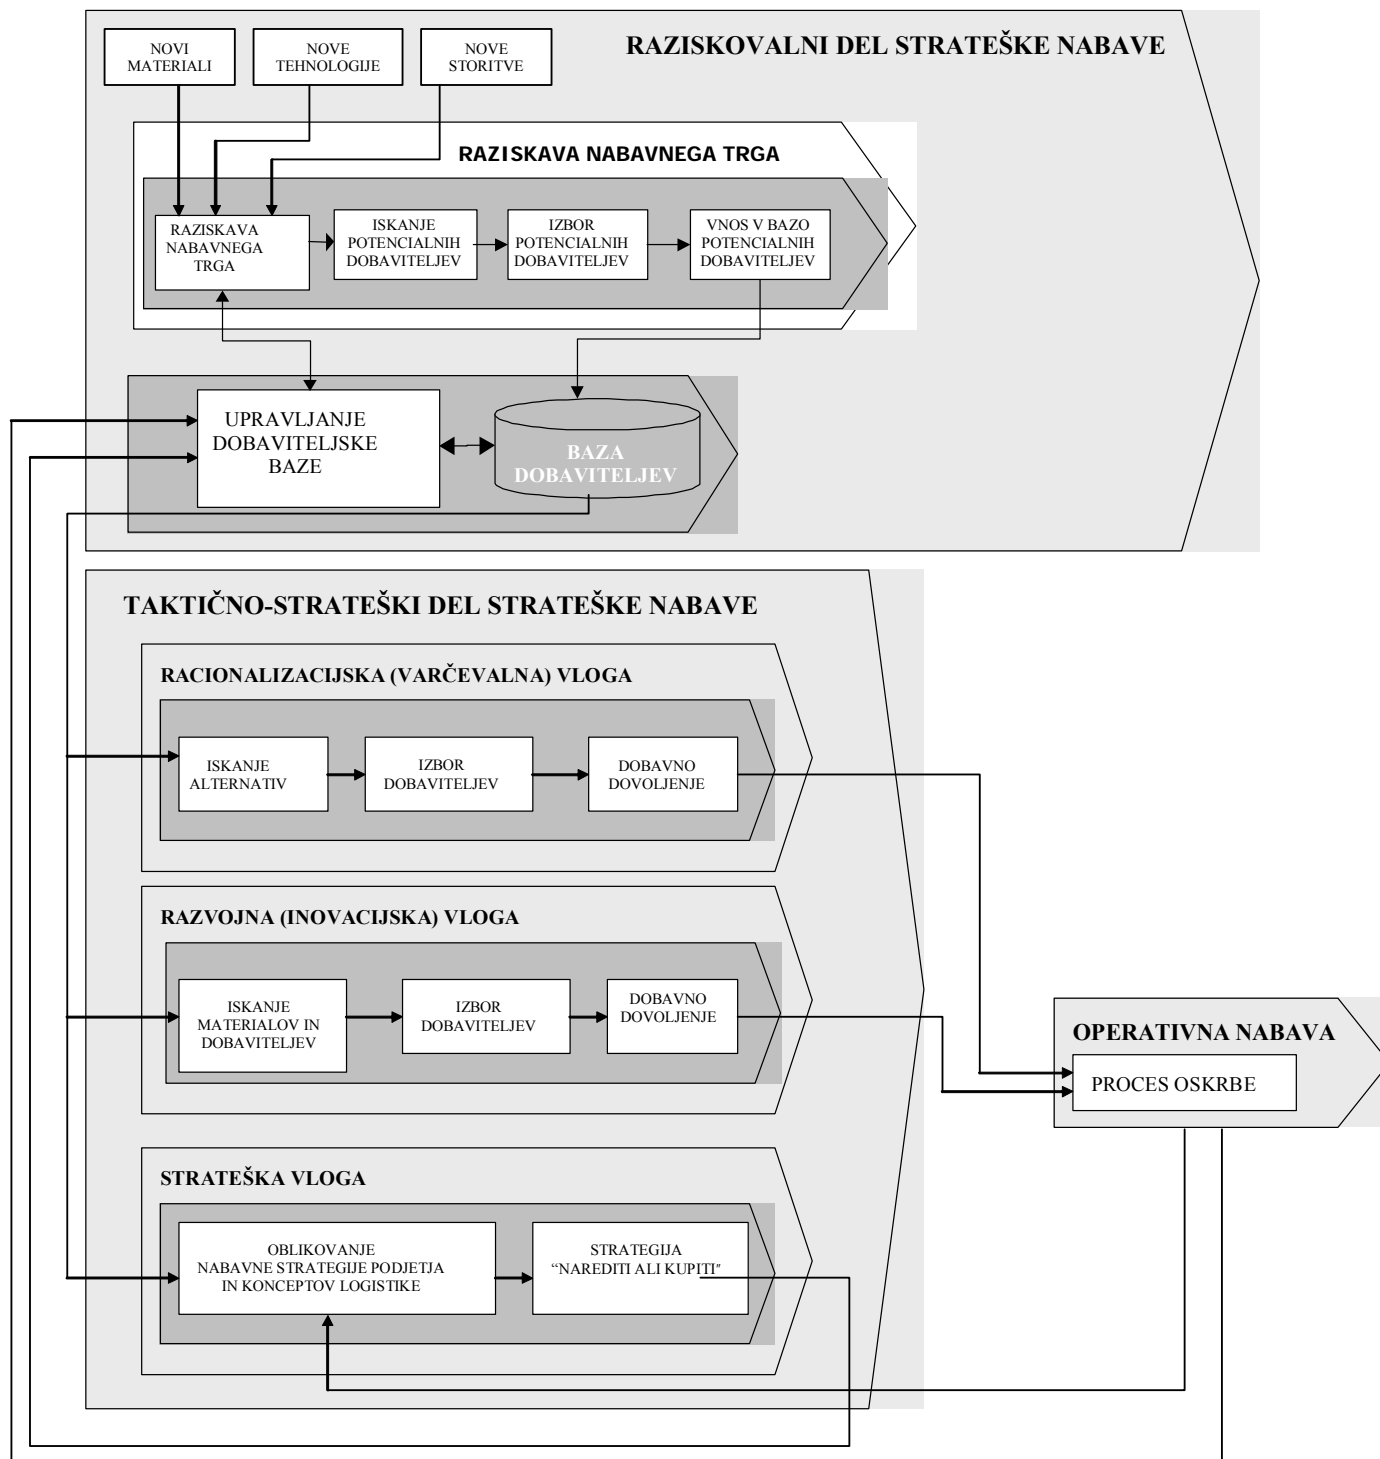 RAZISKOVALNI DEL STRATEŠKE NABAVE
NOVI
MATERIALI
NOVE
TEHNOLOGIJE
NOVE
STORITVE
RAZISKAVA NABAVNEGA TRGA
RAZISKAVA
NABAVNEGA
TRGA
ISKANJE
POTENCIALNIH
DOBAVITELJEV
IZBOR
POTENCIALNIH
DOBAVITELJEV
VNOS V BAZO
POTENCIALNIH
DOBAVITELJEV
UPRAVLJANJE
DOBAVITELJSKE
BAZE
BAZA
DOBAVITELJEV
TAKTIČNO-STRATEŠKI DEL STRATEŠKE NABAVE
RACIONALIZACIJSKA (VARČEVALNA) VLOGA
ISKANJE
ALTERNATIV
IZBOR
DOBAVITELJEV
DOBAVNO
DOVOLJENJE
RAZVOJNA (INOVACIJSKA) VLOGA
ISKANJE
MATERIALOV IN
DOBAVITELJEV
IZBOR
DOBAVITELJEV
DOBAVNO
DOVOLJENJE
OPERATIVNA NABAVA
PROCES OSKRBE
STRATEŠKA VLOGA
OBLIKOVANJE
NABAVNE STRATEGIJE PODJETJA
IN KONCEPTOV LOGISTIKE
STRATEGIJA
“NAREDITI ALI KUPITI"